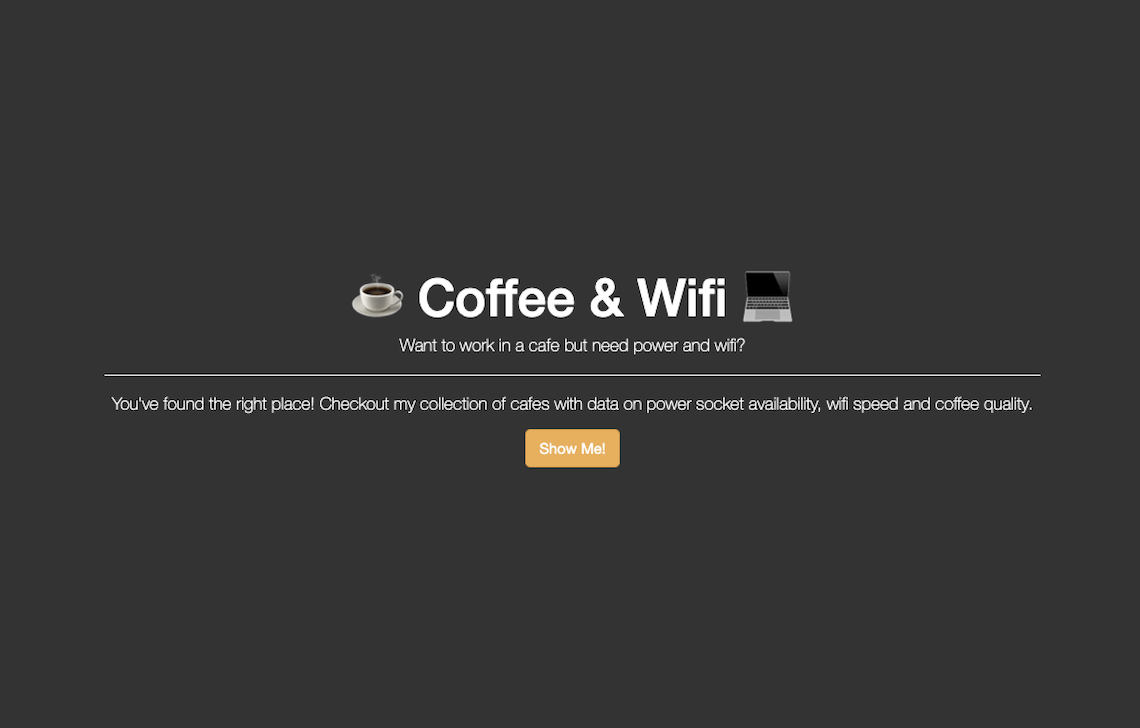 Coffee & Wifi
Want to work in a cafe but need power and wifi?
You've found the right place! Checkout my collection of cafes with data on power socket availability, wifi speed and coffee quality.
Show Me!